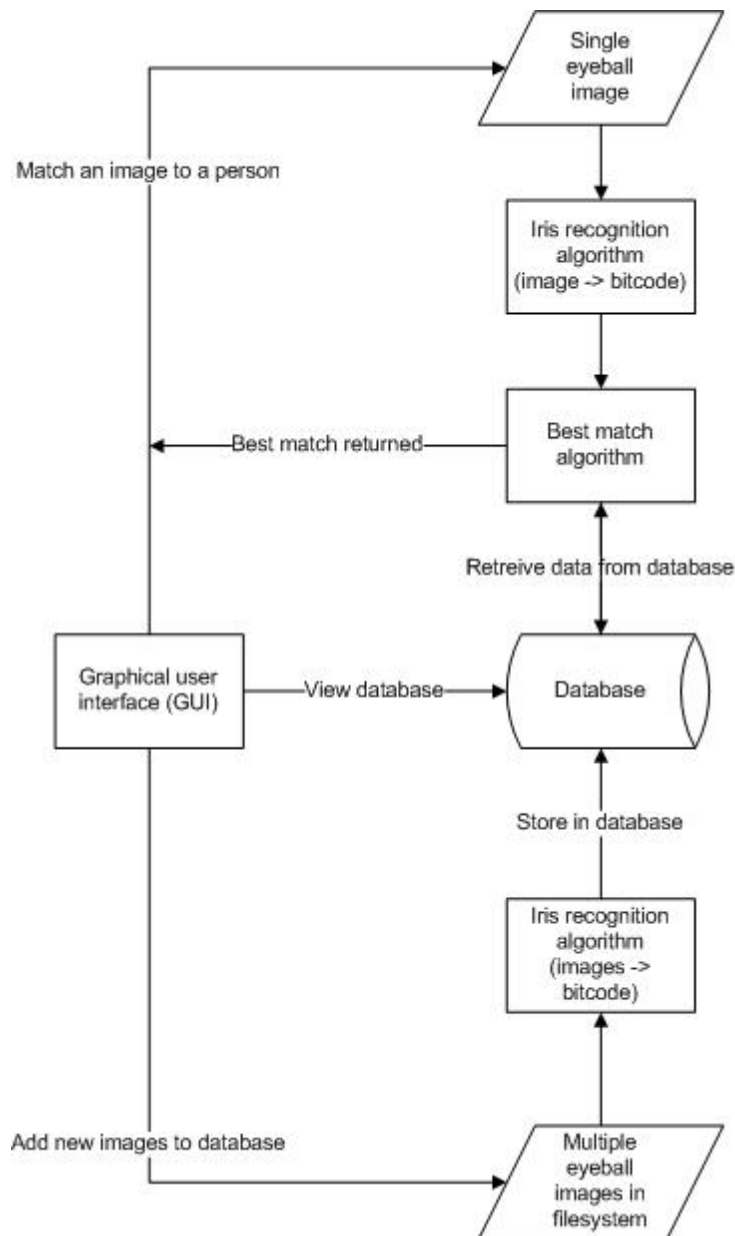 Single
eyeball
image
Match an image to a person
Iris recognition
algorithm
(image -> bitcode)
Best match returned
Best match
algorithm
Retreive data from database
Graphical user
interface (GUI)
View database
Database
Store in database
Iris recognition
algorithm
(images ->
bitcode)
Add new images to database
Multiple
eyeball
images in
filesystem